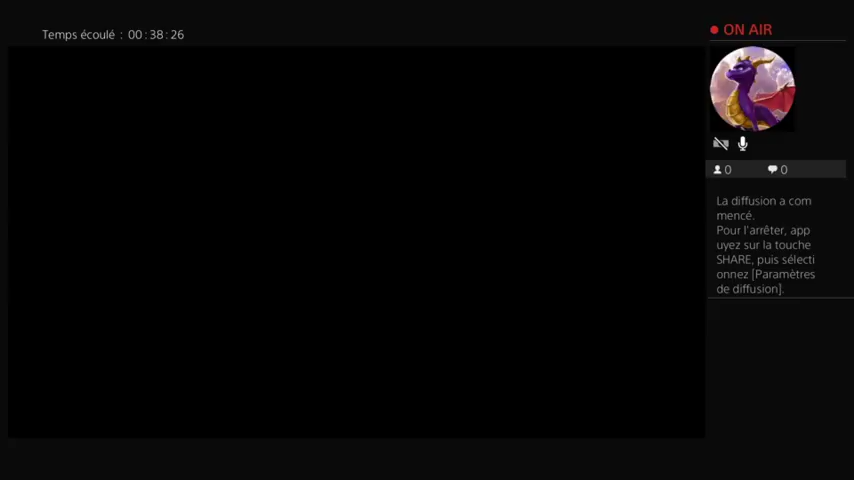 Temps écoulé : 00:38:26
ON AIR
0 0
La diffusion a com
mencé.
Pour l'arrêter, app
uyez sur la touche
SHARE, puis sélecti
onnez [Paramètres
de diffusion].